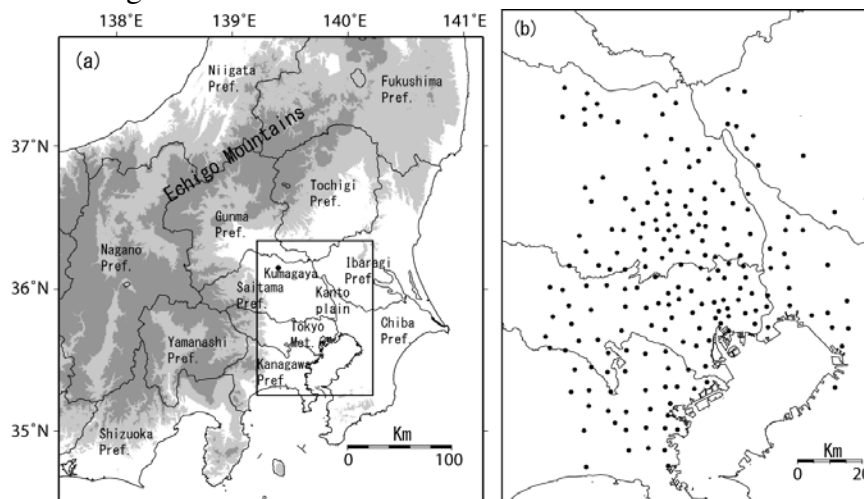 138°E
139°E
140°E
141°E
37°N
36°N
35°N
(a)
Niigata
Pref.
Fukushima
Pref.
Echigo Mountains
Tochigi
Pref.
Gunma
Pref.
Nagano
Pref.
Kumagaya
Ibaragi
Pref.
Saitama
Pref.
Kanto
plain
Tokyo
Met.
Chiba
Pref.
Yamanashi
Pref.
Kanagawa
Pref.
Shizuoka
Pref.
Km
0
100
(b)
Km
0
20